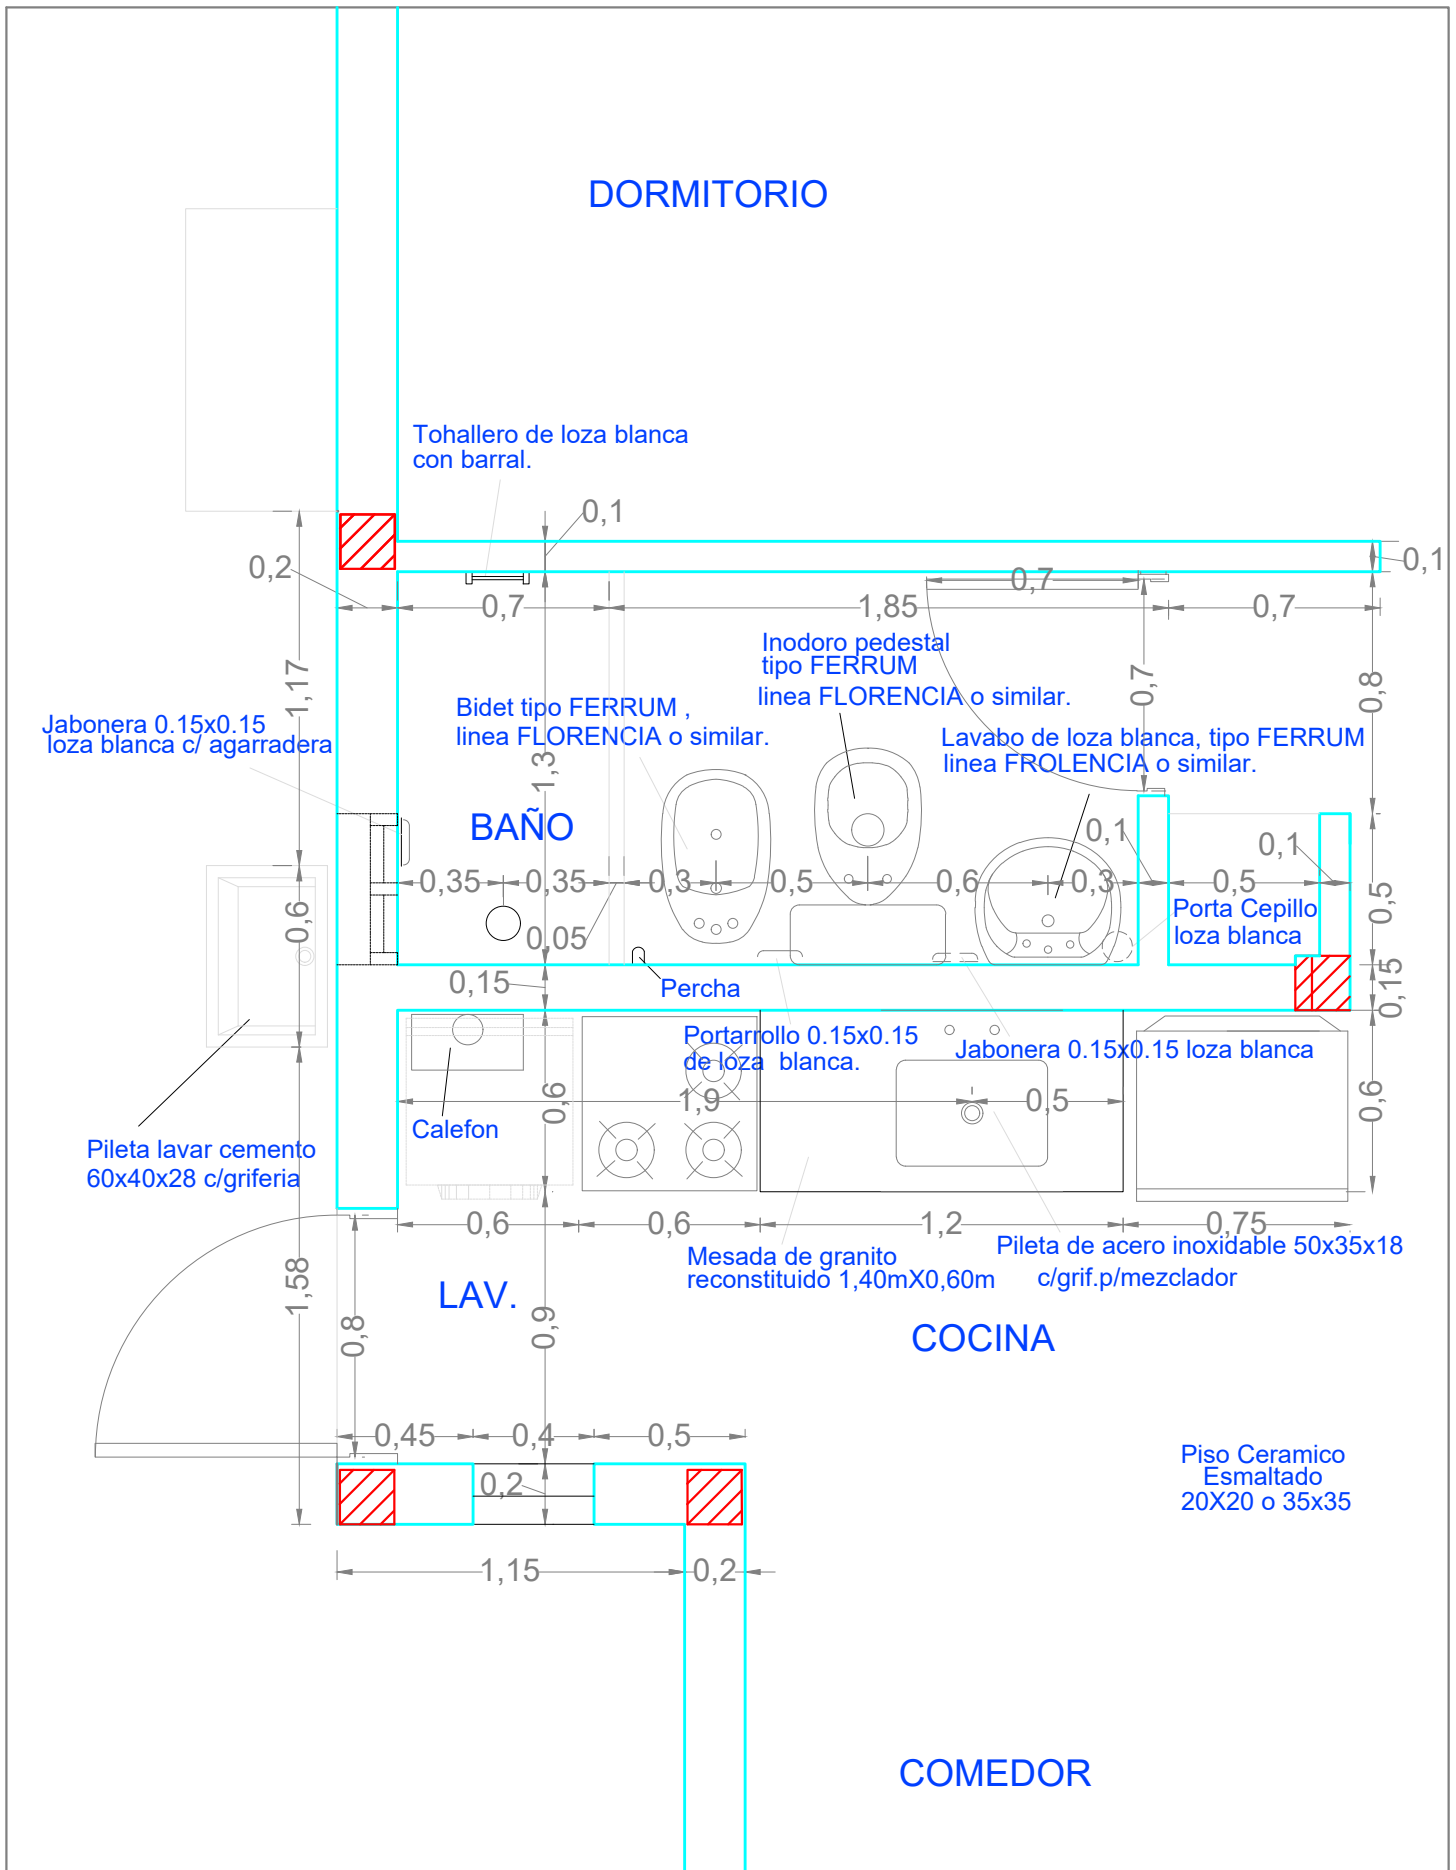 DORMITORIO
Tohallero de loza blanca
con barral.
0,1
0,2
0,1
0,7
0,7
1,85
0,7
Inodoro pedestal
tipo FERRUM
linea FLORENCIA o similar.
1,17
0,7
0,8
Bidet tipo FERRUM ,
linea FLORENCIA o similar.
Jabonera 0.15x0.15
loza blanca c/ agarradera
Lavabo de loza blanca, tipo FERRUM
linea FROLENCIA o similar.
1,3
BAÑO
0,1
0,1
0,35
0,35
0,3
0,5
0,6
0,3
0,5
0,5
0,6
0,05
Porta Cepillo
loza blanca
0,15
Percha
0,15
Portarrollo 0.15x0.15
de loza blanca.
Jabonera 0.15x0.15 loza blanca
0,6
1,9
0,5
0,6
Calefon
Pileta lavar cemento
60x40x28 c/griferia
0,6
0,6
1,2
0,75
Mesada de granito
reconstituido 1,40mX0,60m
Pileta de acero inoxidable 50x35x18
c/grif.p/mezclador
1,58
LAV.
0,8
0,9
COCINA
0,45
0,4
0,5
0,2
Piso Ceramico
Esmaltado
20X20 o 35x35
1,15
0,2
COMEDOR